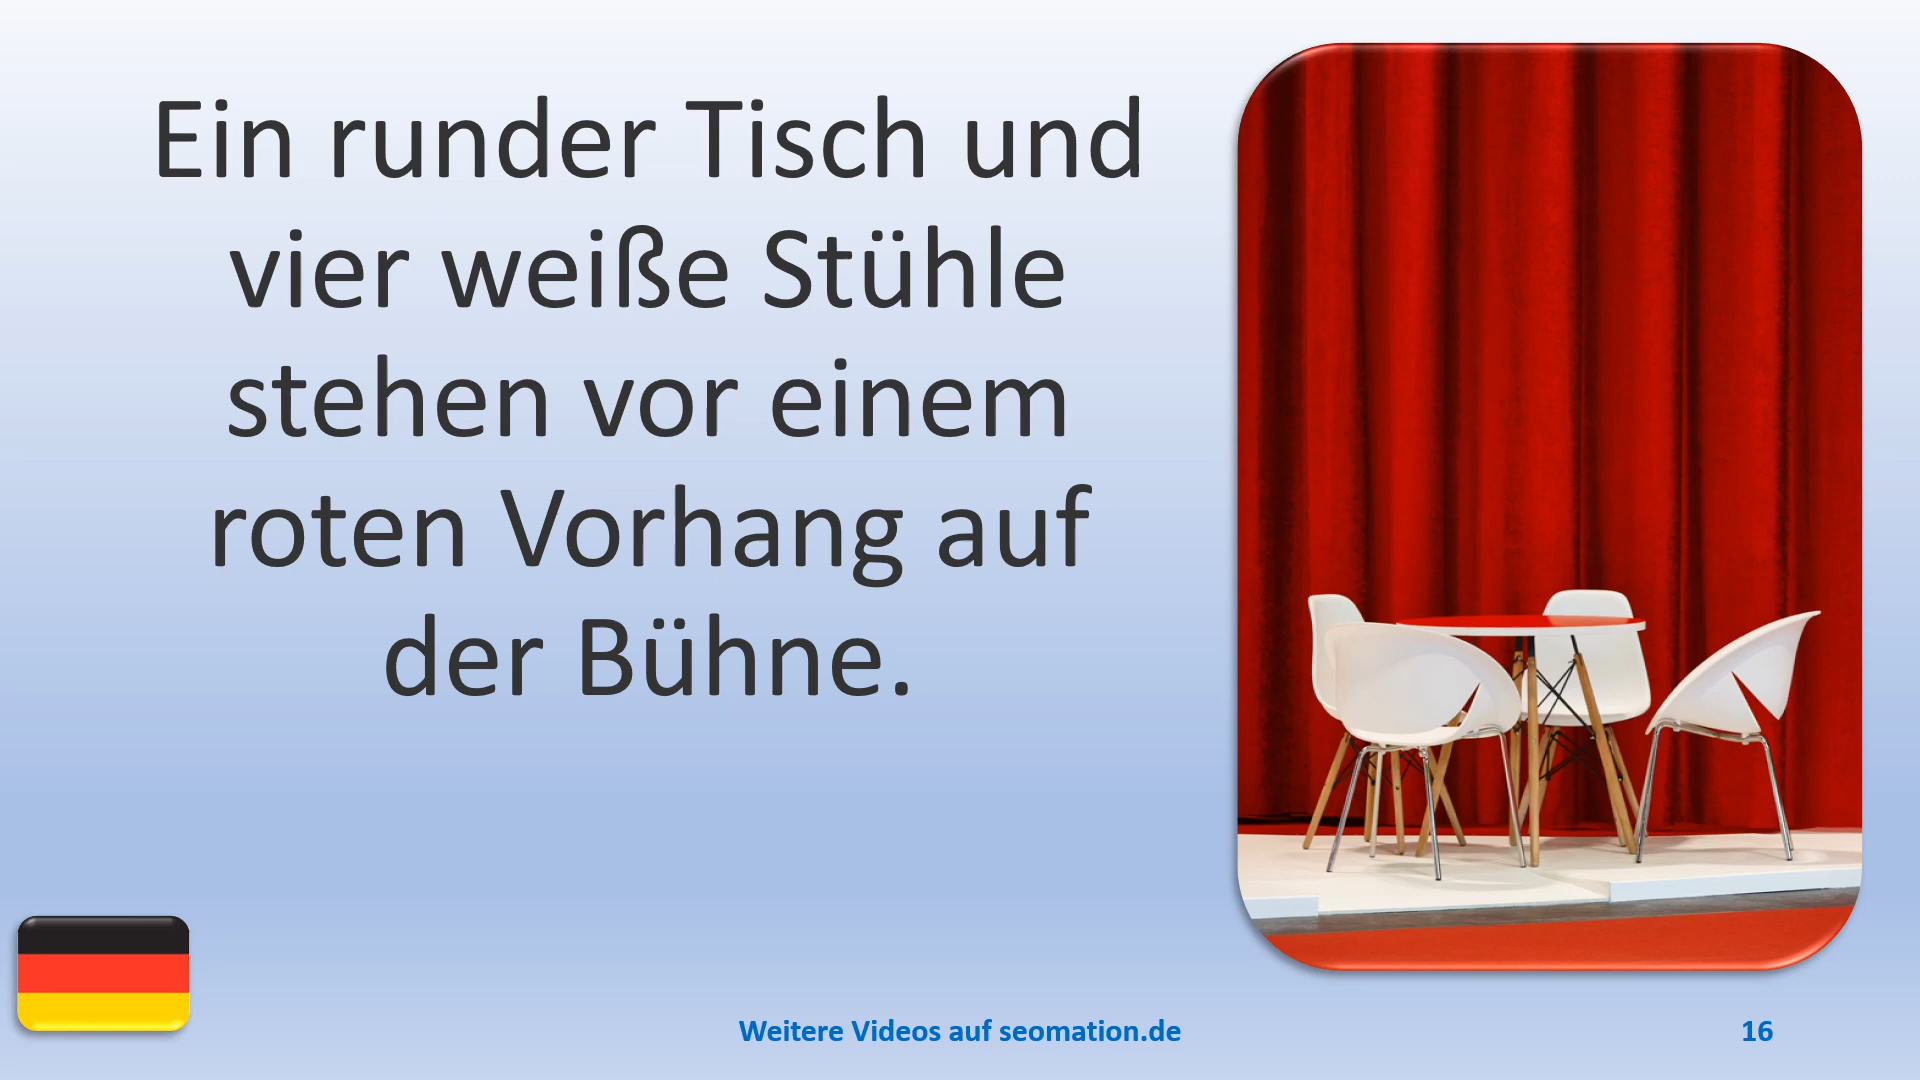 Ein runder Tisch und
vier weiße Stühle
stehen vor einem
roten Vorhang auf
der Bühne.
Weitere Videos auf seomation.de
16